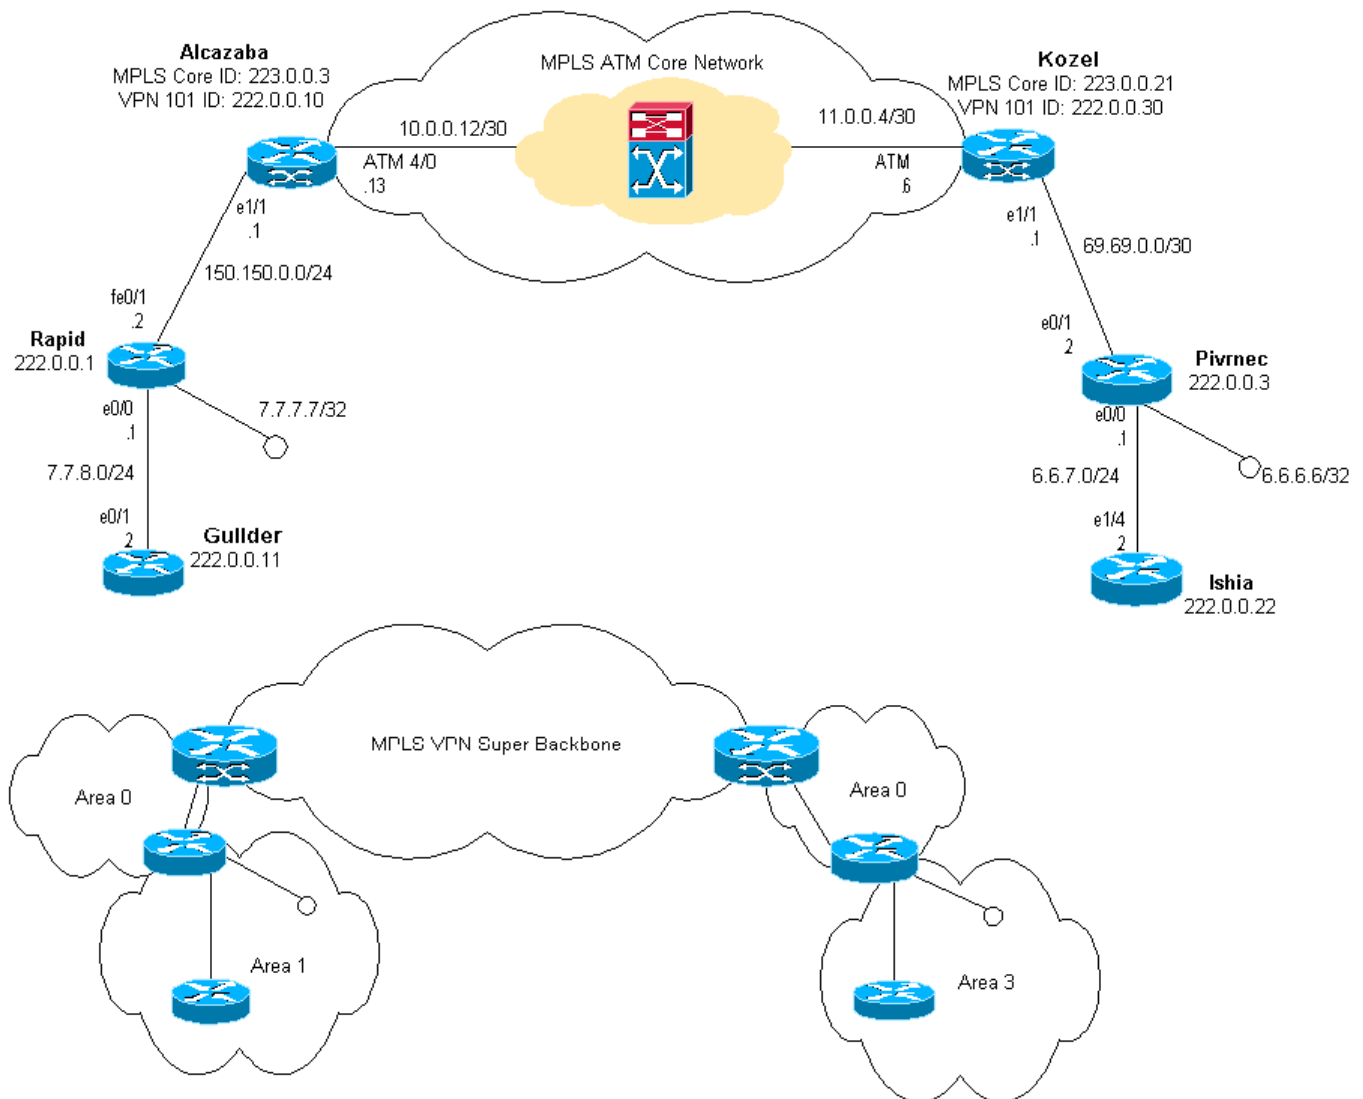 Alcazaba
MPLS Core ID: 223.0.0.3
VPN 101 ID: 222.0.0.10
MPLS ATM Core Network
Kozel
MPLS Core ID: 223.0.0.21
VPN 101 ID: 222.0.0.30
10.0.0.12/30
11.0.0.4/30
ATM 4/0
.13
ATM
.6
e1/1
.1
e1/1
.1
150.150.0.0/24
69.69.0.0/30
fe0/1
.2
e0/1
.2
Rapid
222.0.0.1
Pivrnec
222.0.0.3
e0/0
.1
7.7.7.7/32
e0/0
.1
7.7.8.0/24
6.6.7.0/24
6.6.6.6/32
e0/1
.2
Gullder
222.0.0.11
e1/4
.2
Ishia
222.0.0.22
MPLS VPN Super Backbone
Area 0
Area 0
Area 1
Area 3